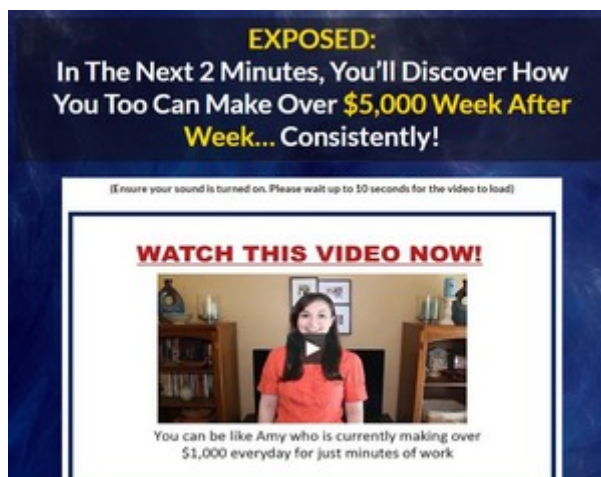 EXPOSED:
In The Next 2 Minutes, You'll Discover How
You Too Can Make Over $5,000 Week After
Week... Consistently!
(Ensure your sound is turned on. Please wait up to 10 seconds for the video to load)
WATCH THIS VIDEO NOW!
You can be like Amy who is currently making over
$1,000 everyday for just minutes of work